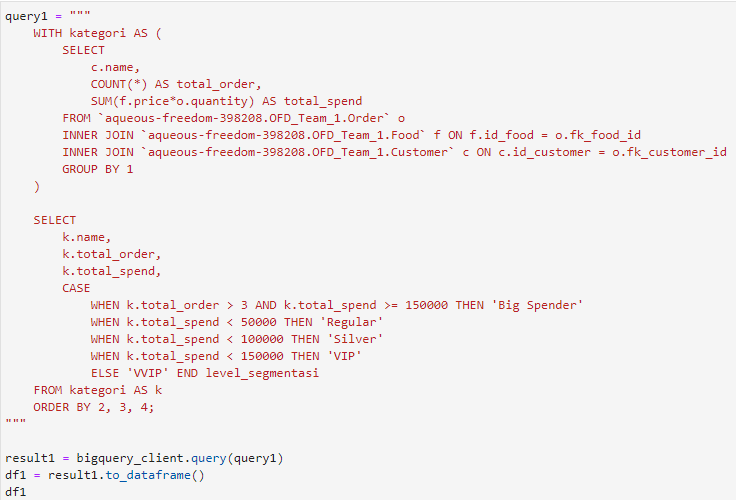 query1 = """
    WITH kategori AS (
        SELECT
            c.name,
            COUNT(*) AS total_order,
            SUM(f.price*o.quantity) AS total_spend
        FROM `aqueous-freedom-398208.OFD_Team_1.Order` o
        INNER JOIN `aqueous-freedom-398208.OFD_Team_1.Food` f ON f.id_food = o.fk_food_id
        INNER JOIN `aqueous-freedom-398208.OFD_Team_1.Customer` c ON c.id_customer = o.fk_customer_id
        GROUP BY 1
    )

    SELECT
        k.name,
        k.total_order,
        k.total_spend,
        CASE
            WHEN k.total_order > 3 AND k.total_spend >= 150000 THEN 'Big Spender'
            WHEN k.total_spend < 50000 THEN 'Regular'
            WHEN k.total_spend < 100000 THEN 'Silver'
            WHEN k.total_spend < 150000 THEN 'VIP'
            ELSE 'VVIP' END level_segmentasi
    FROM kategori AS k
    ORDER BY 2, 3, 4;
"""

result1 = bigquery_client.query(query1)
df1 = result1.to_dataframe()
df1